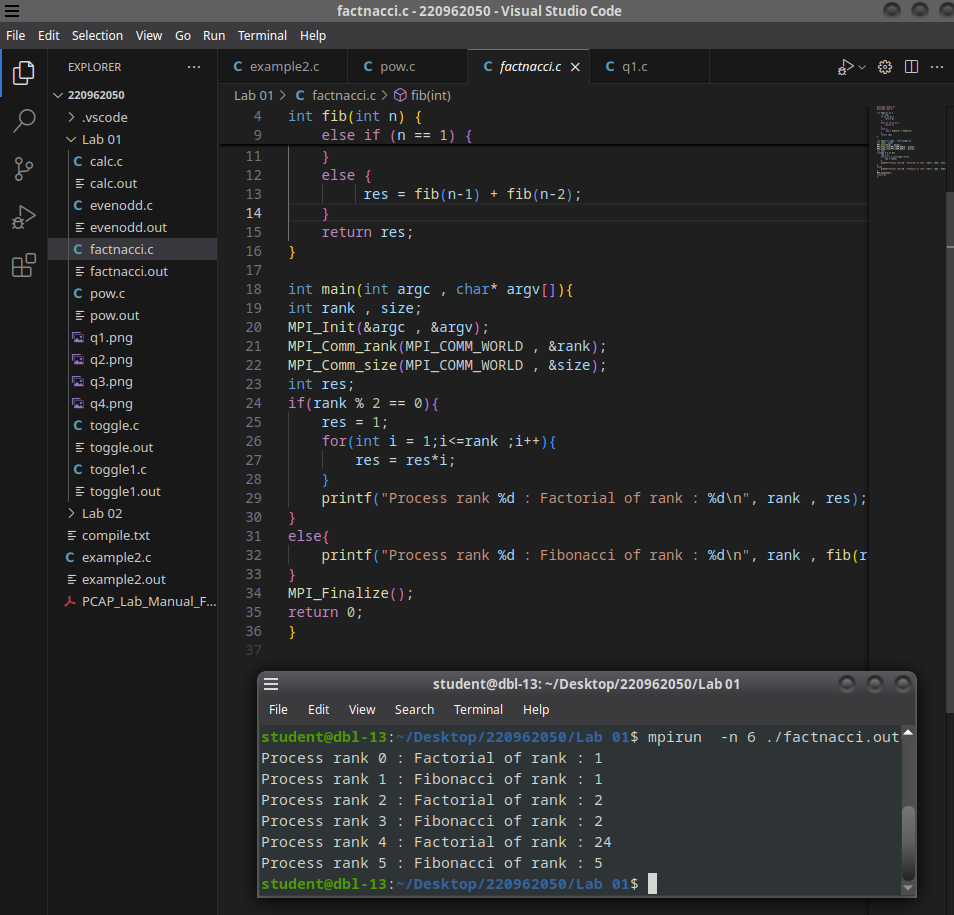 factnacci.c - 220962050 - Visual Studio Code
File Edit Selection View Go Run Terminal Help
EXPLORER ...
220962050
.vscode
Lab 01
C calc.c
calc.out
C evenodd.c
evenodd.out
C factnacci.c
factnacci.out
C pow.c
pow.out
q1.png
q2.png
q3.png
q4.png
C toggle.c
toggle.out
C toggle1.c
toggle1.out
Lab 02
compile.txt
C example2.c
example2.out
PCAP_Lab_Manual_F...
C example2.c C pow.c C factnacci.c × C q1.c
Lab 01 > C factnacci.c > fib(int)
4 int fib(int n) {
9 else if (n == 1) {
11 }
12 else {
13 res = fib(n-1) + fib(n-2);
14 }
15 return res;
16 }
17
18 int main(int argc , char* argv[]){
19 int rank , size;
20 MPI_Init(&argc , &argv);
21 MPI_Comm_rank(MPI_COMM_WORLD , &rank);
22 MPI_Comm_size(MPI_COMM_WORLD , &size);
23 int res;
24 if(rank % 2 == 0){
25 res = 1;
26 for(int i = 1;i<=rank ;i++){
27 res = res*i;
28 }
29 printf("Process rank %d : Factorial of rank : %d\n", rank , res);
30 }
31 else{
32 printf("Process rank %d : Fibonacci of rank : %d\n", rank , fib(r
33 }
34 MPI_Finalize();
35 return 0;
36 }
37
student@dbl-13: ~/Desktop/220962050/Lab 01
File Edit View Search Terminal Help
student@dbl-13:~/Desktop/220962050/Lab 01$ mpirun -n 6 ./factnacci.out
Process rank 0 : Factorial of rank : 1
Process rank 1 : Fibonacci of rank : 1
Process rank 2 : Factorial of rank : 2
Process rank 3 : Fibonacci of rank : 2
Process rank 4 : Factorial of rank : 24
Process rank 5 : Fibonacci of rank : 5
student@dbl-13:~/Desktop/220962050/Lab 01$